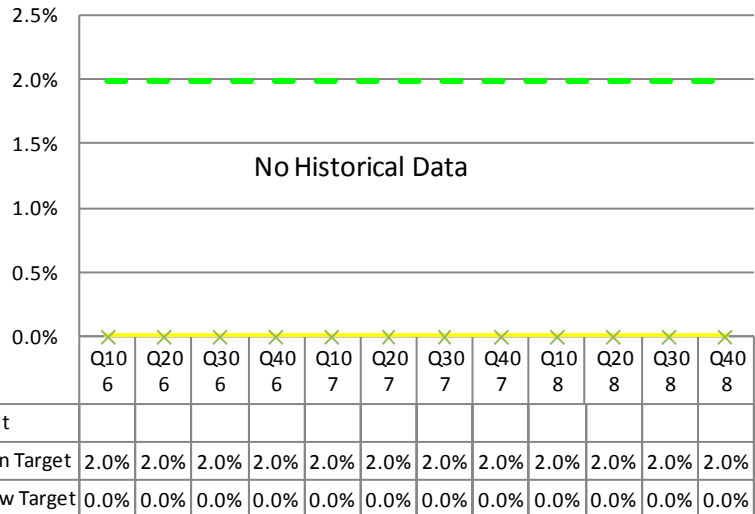 2.5%
2.0%
1.5%
No Historical Data
1.0%
0.5%
0.0%
Q10 Q20 Q30 Q40 Q10 Q20 Q30 Q40 Q10 Q20 Q30 Q40
6 6 6 6 7 7 7 7 8 8 8 8
lt
n Target 2.0% 2.0% 2.0% 2.0% 2.0% 2.0% 2.0% 2.0% 2.0% 2.0% 2.0% 2.0%
w Target 0.0% 0.0% 0.0% 0.0% 0.0% 0.0% 0.0% 0.0% 0.0% 0.0% 0.0% 0.0%